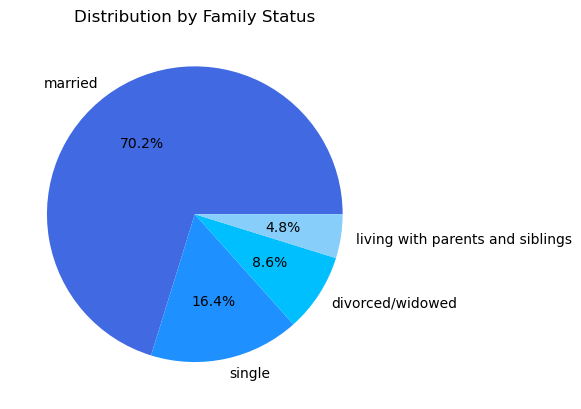 Distribution by Family Status
married
70.2%
4.8%
living with parents and siblings
8.6%
divorced/widowed
16.4%
single